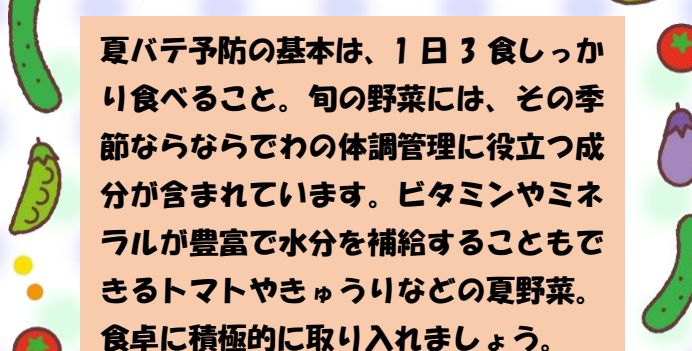 夏バテ予防の基本は、1日3食しっか
り食べること。旬の野菜には、その季
節ならならでわの体調管理に役立つ成
分が含まれています。ビタミンやミネ
ラルが豊富で水分を補給することもで
きるトマトやきゅうりなどの夏野菜。
食卓に積極的に取り入れましょう。